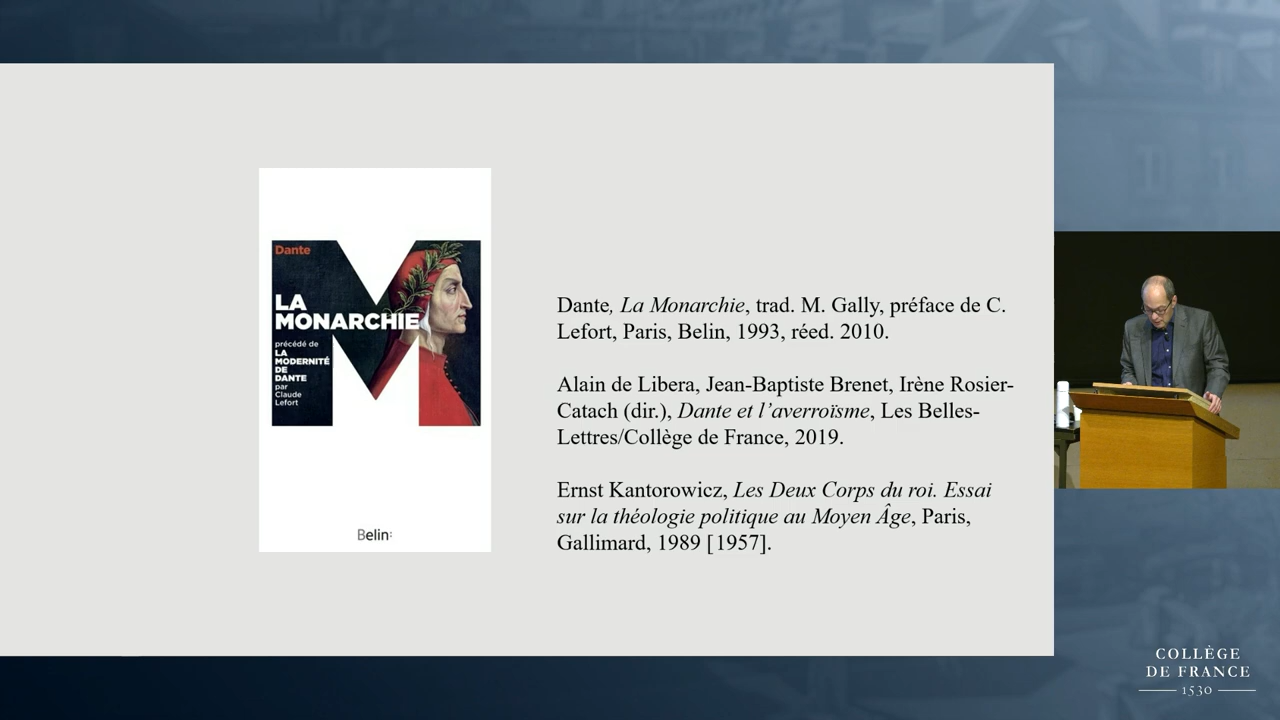 Dante
LA
MONARCHIE
précédé de
LA
MODERNITÉ
DE
DANTE
par
Claude
Lefort
Belin:
Dante, La Monarchie, trad. M. Gally, préface de C.
Lefort, Paris, Belin, 1993, réed. 2010.
Alain de Libera, Jean-Baptiste Brenet, Irène Rosier-
Catach (dir.), Dante et l’averroïsme, Les Belles-
Lettres/Collège de France, 2019.
Ernst Kantorowicz, Les Deux Corps du roi. Essai
sur la théologie politique au Moyen Âge, Paris,
Gallimard, 1989 [1957].
COLLÈGE
DE FRANCE
1530